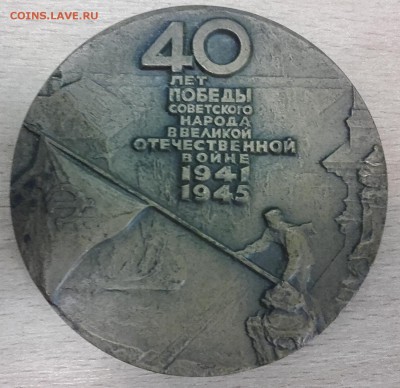 COINS.LAVE.RU
40
ЛЕТ
ПОБЕДЫ
СОВЕТСКОГО
НАРОДА
В ВЕЛИКОЙ
ОТЕЧЕСТВЕННОЙ
ВОЙНЕ
1941
1945